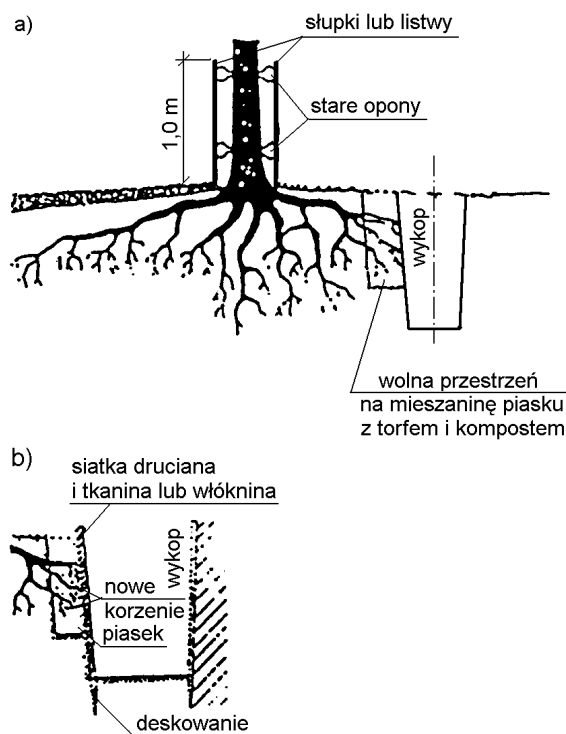 a)
słupki lub listwy
stare opony
1,0 m
wykop
wolna przestrzeń
na mieszaninę piasku
z torfem i kompostem
b)
siatka druciana
i tkanina lub włóknina
wykop
nowe
korzenie
piasek
deskowanie